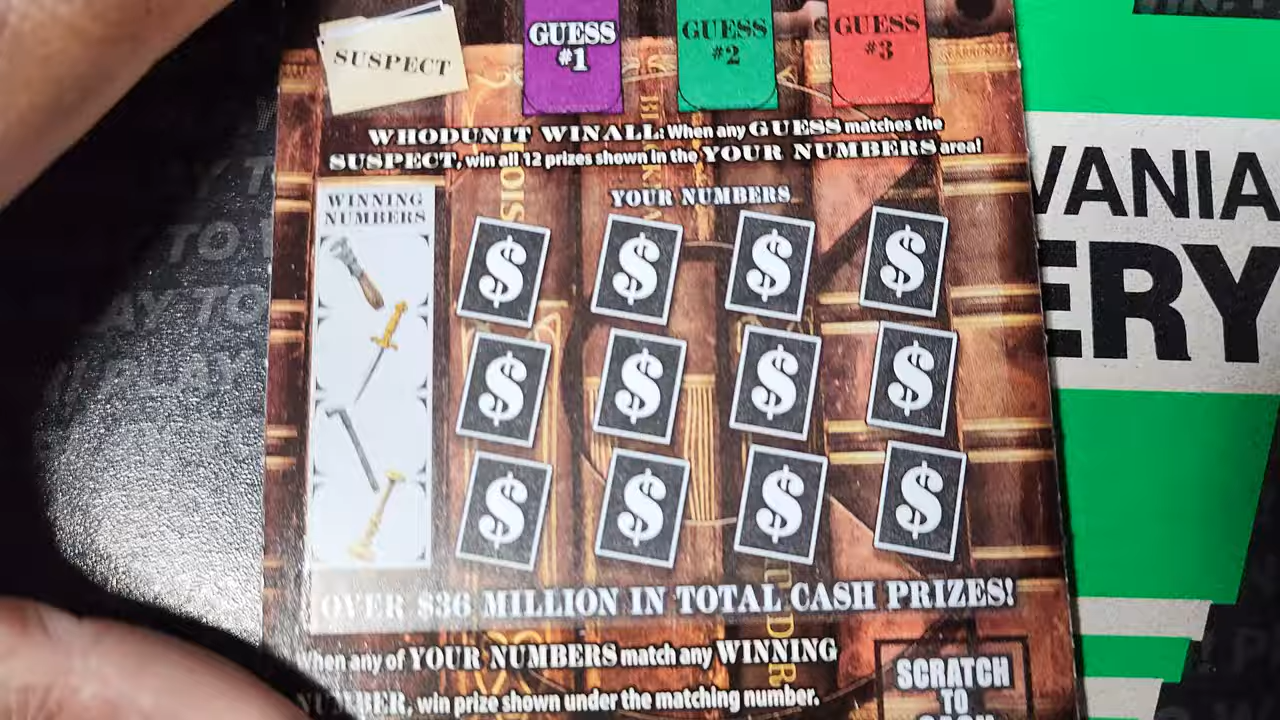 SUSPECT
GUESS #1
GUESS #2
GUESS #3
WHODUNIT WINALL: When any GUESS matches the
SUSPECT, win all 12 prizes shown in the YOUR NUMBERS area!
WINNING
NUMBERS
YOUR NUMBERS
$ $ $ $
$ $ $ $
$ $ $ $
OVER $36 MILLION IN TOTAL CASH PRIZES!
When any of YOUR NUMBERS match any WINNING
NUMBER, win prize shown under the matching number.
SCRATCH
TO
CASH
VANIA
ERY